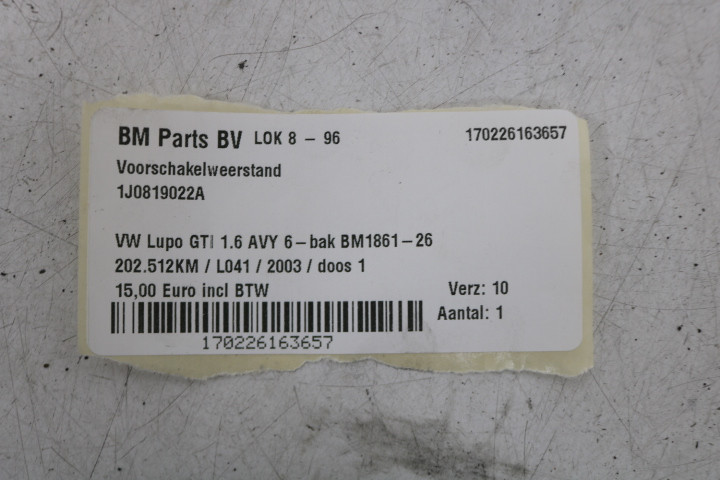 BM Parts BV LOK 8 - 96 170226163657
Voorschakelweerstand
1J0819022A
VW Lupo GTI 1.6 AVY 6-bak BM1861-26
202.512KM / L041 / 2003 / doos 1
15,00 Euro incl BTW Verz: 10
Aantal: 1
170226163657